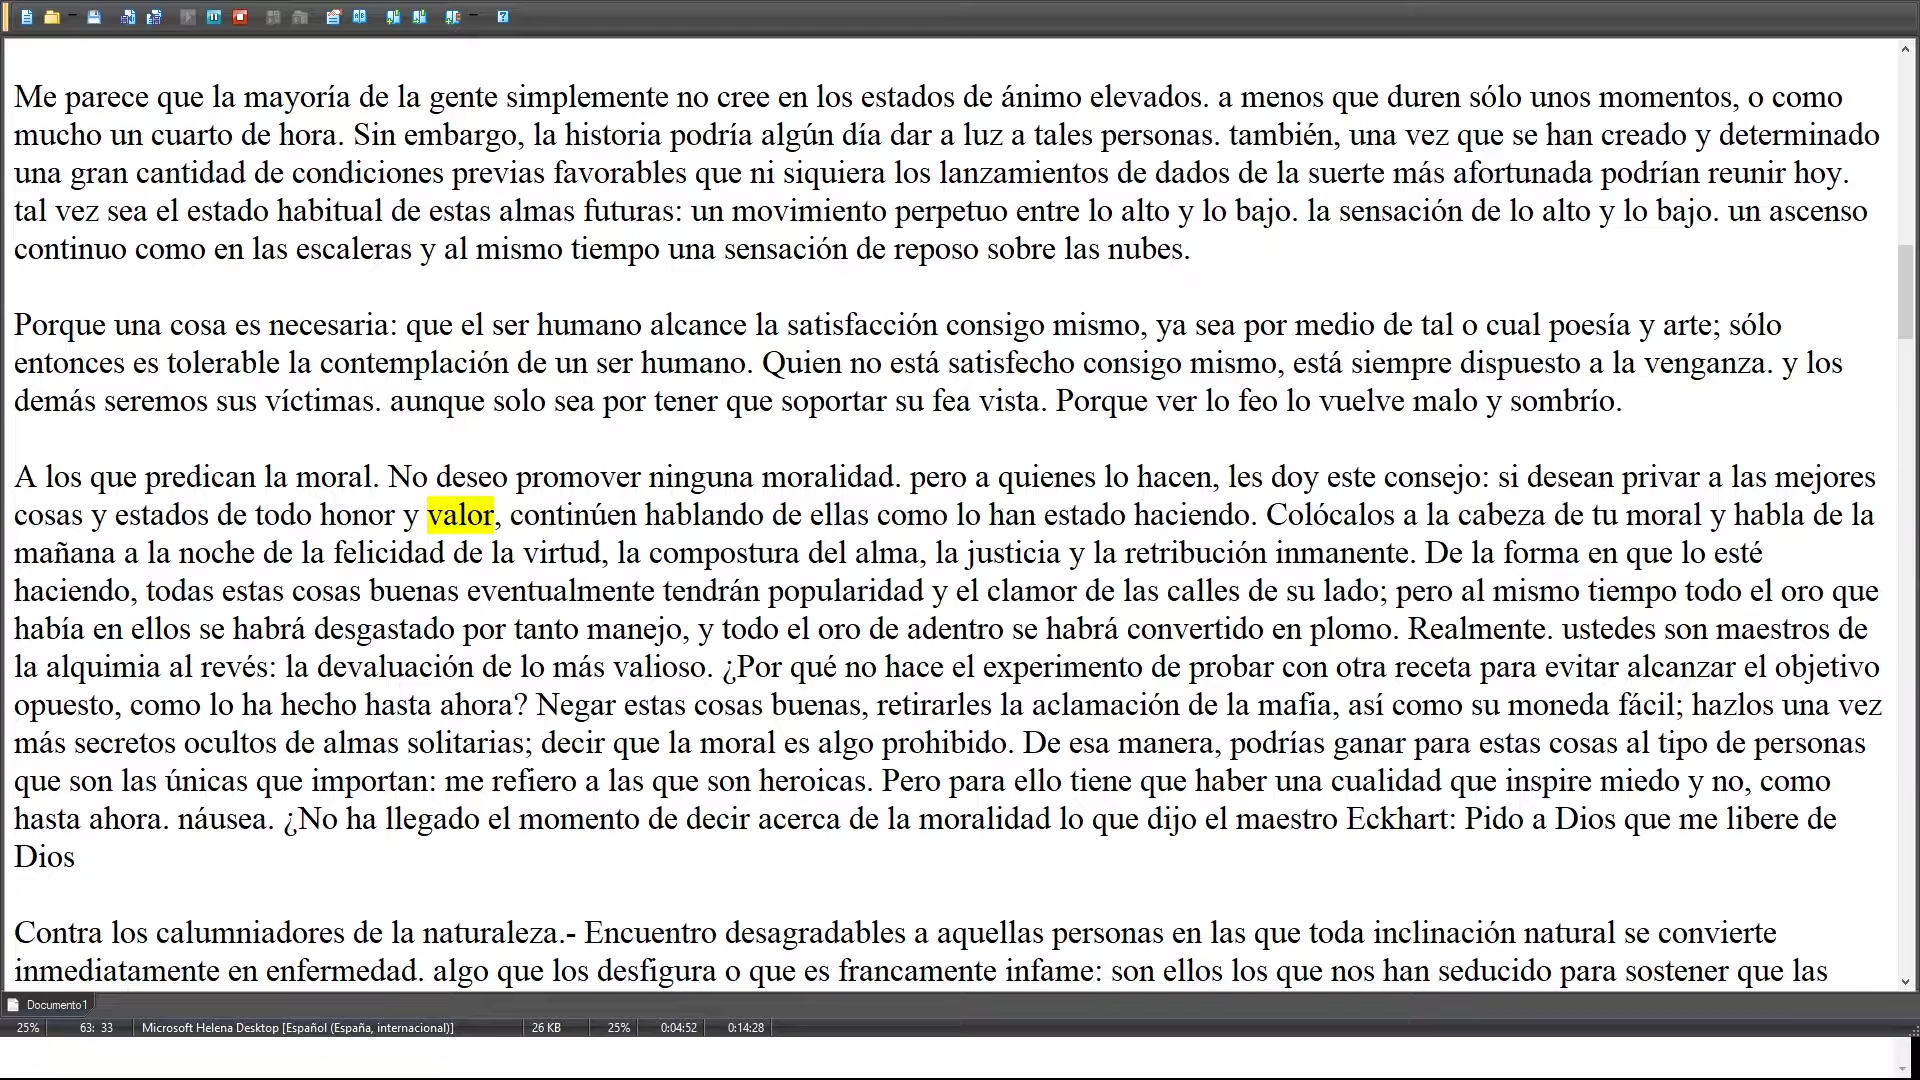 Me parece que la mayoría de la gente simplemente no cree en los estados de ánimo elevados. a menos que duren sólo unos momentos, o como
mucho un cuarto de hora. Sin embargo, la historia podría algún día dar a luz a tales personas. también, una vez que se han creado y determinado
una gran cantidad de condiciones previas favorables que ni siquiera los lanzamientos de dados de la suerte más afortunada podrían reunir hoy.
tal vez sea el estado habitual de estas almas futuras: un movimiento perpetuo entre lo alto y lo bajo. la sensación de lo alto y lo bajo. un ascenso
continuo como en las escaleras y al mismo tiempo una sensación de reposo sobre las nubes.
Porque una cosa es necesaria: que el ser humano alcance la satisfacción consigo mismo, ya sea por medio de tal o cual poesía y arte; sólo
entonces es tolerable la contemplación de un ser humano. Quien no está satisfecho consigo mismo, está siempre dispuesto a la venganza. y los
demás seremos sus víctimas. aunque solo sea por tener que soportar su fea vista. Porque ver lo feo lo vuelve malo y sombrío.
A los que predican la moral. No deseo promover ninguna moralidad. pero a quienes lo hacen, les doy este consejo: si desean privar a las mejores
cosas y estados de todo honor y valor, continúen hablando de ellas como lo han estado haciendo. Colócalos a la cabeza de tu moral y habla de la
mañana a la noche de la felicidad de la virtud, la compostura del alma, la justicia y la retribución inmanente. De la forma en que lo esté
haciendo, todas estas cosas buenas eventualmente tendrán popularidad y el clamor de las calles de su lado; pero al mismo tiempo todo el oro que
había en ellos se habrá desgastado por tanto manejo, y todo el oro de adentro se habrá convertido en plomo. Realmente. ustedes son maestros de
la alquimia al revés: la devaluación de lo más valioso. ¿Por qué no hace el experimento de probar con otra receta para evitar alcanzar el objetivo
opuesto, como lo ha hecho hasta ahora? Negar estas cosas buenas, retirarles la aclamación de la mafia, así como su moneda fácil; hazlos una vez
más secretos ocultos de almas solitarias; decir que la moral es algo prohibido. De esa manera, podrías ganar para estas cosas al tipo de personas
que son las únicas que importan: me refiero a las que son heroicas. Pero para ello tiene que haber una cualidad que inspire miedo y no, como
hasta ahora. náusea. ¿No ha llegado el momento de decir acerca de la moralidad lo que dijo el maestro Eckhart: Pido a Dios que me libere de
Dios
Contra los calumniadores de la naturaleza.- Encuentro desagradables a aquellas personas en las que toda inclinación natural se convierte
inmediatamente en enfermedad. algo que los desfigura o que es francamente infame: son ellos los que nos han seducido para sostener que las
Documento1
25% 63: 33 Microsoft Helena Desktop [Español (España, internacional)] 26 KB 25% 0:04:52 0:14:28